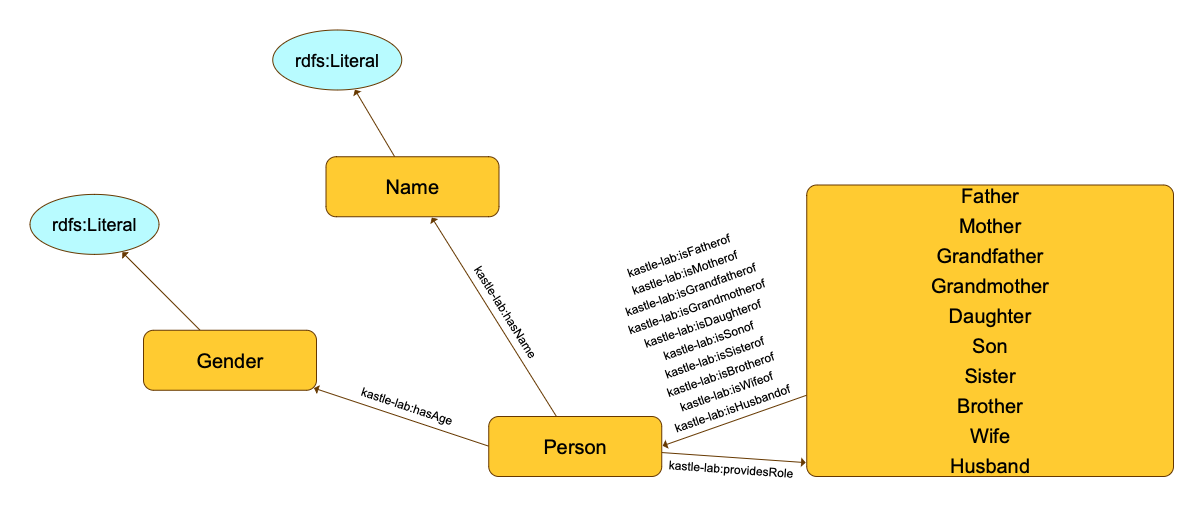 rdfs:Literal
Name
rdfs:Literal
Gender
kastle-lab:hasName
kastle-lab:hasAge
Person
kastle-lab:isFatherof
kastle-lab:isMotherof
kastle-lab:isGrandfatherof
kastle-lab:isGrandmotherof
kastle-lab:isDaughterof
kastle-lab:isSonof
kastle-lab:isSisterof
kastle-lab:isBrotherof
kastle-lab:isWifeof
kastle-lab:isHusbandof
kastle-lab:providesRole
Father
Mother
Grandfather
Grandmother
Daughter
Son
Sister
Brother
Wife
Husband